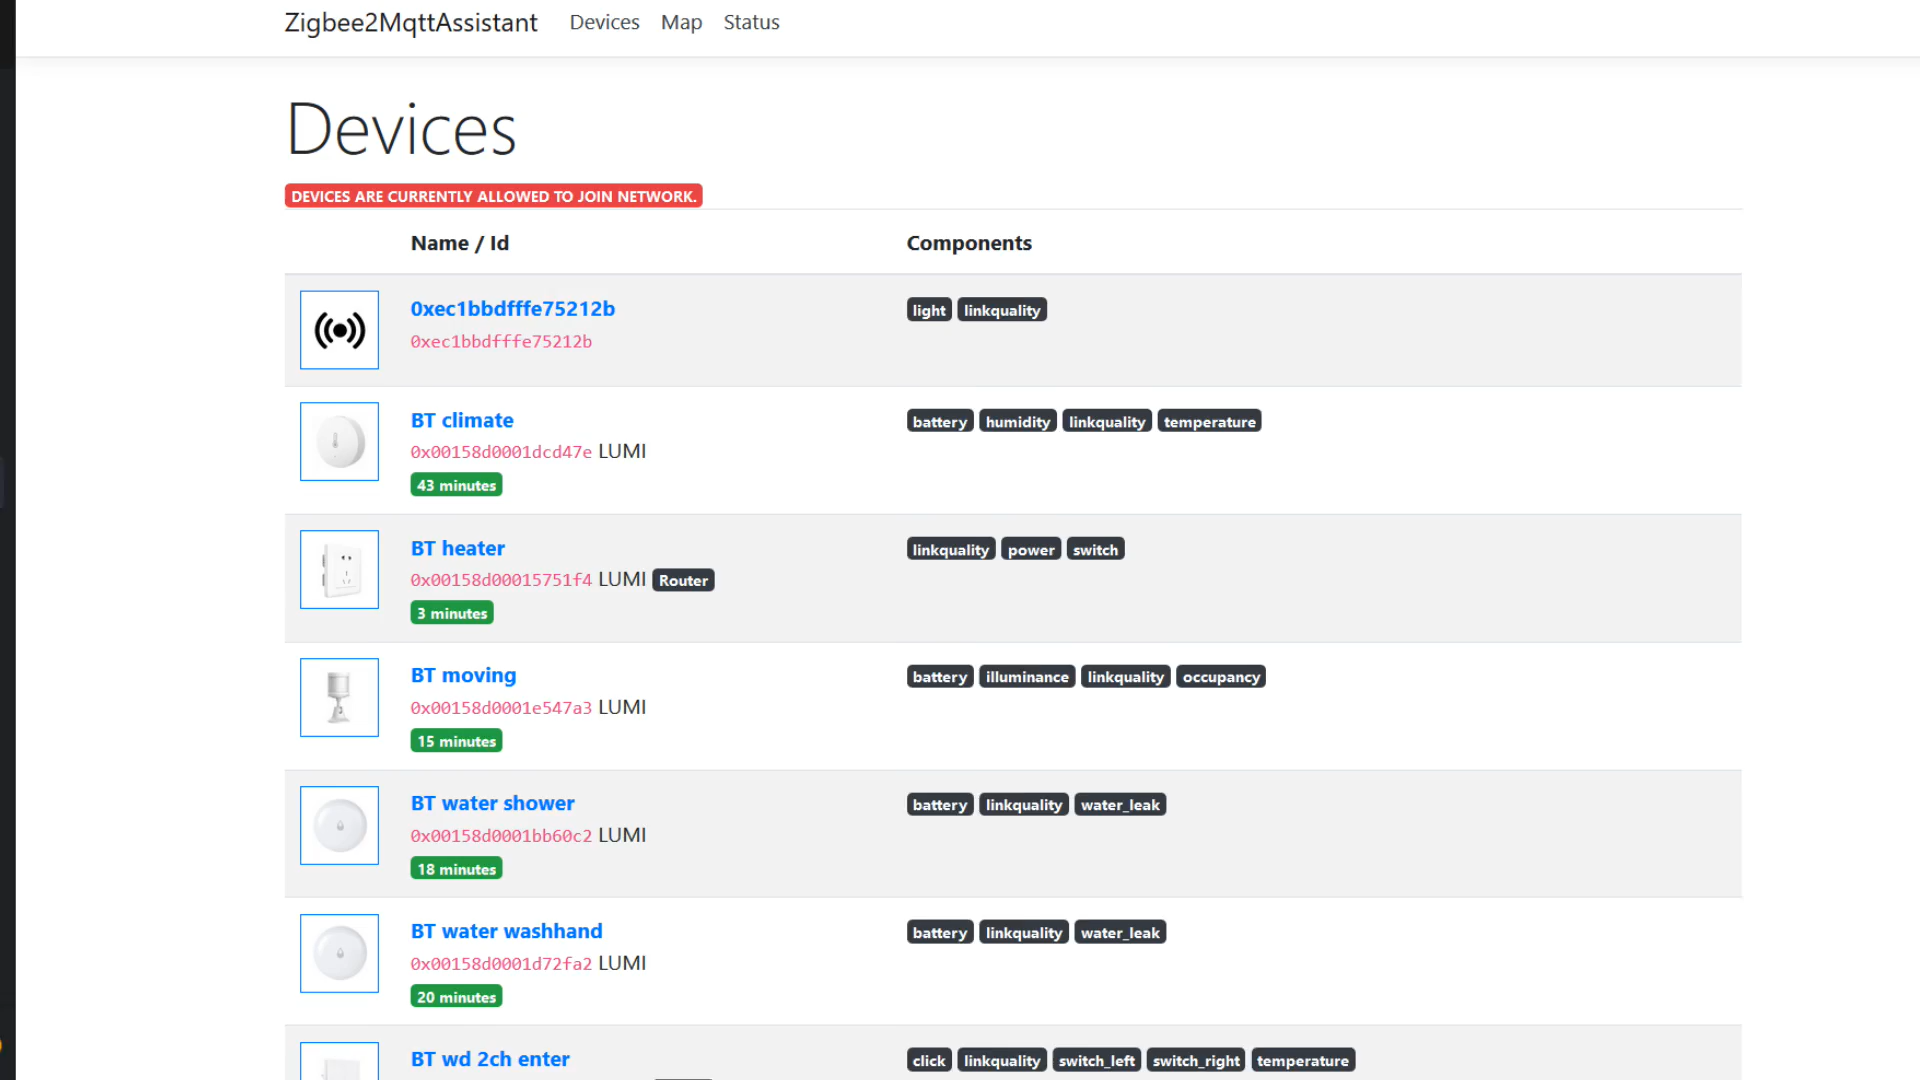 Zigbee2MqttAssistant Devices Map Status
Devices
DEVICES ARE CURRENTLY ALLOWED TO JOIN NETWORK.
Name / Id Components
0xec1bbdfffe75212b light linkquality
0xec1bbdfffe75212b
BT climate battery humidity linkquality temperature
0x00158d0001dcd47e LUMI
43 minutes
BT heater linkquality power switch
0x00158d00015751f4 LUMI Router
3 minutes
BT moving battery illuminance linkquality occupancy
0x00158d0001e547a3 LUMI
15 minutes
BT water shower battery linkquality water_leak
0x00158d0001bb60c2 LUMI
18 minutes
BT water washhand battery linkquality water_leak
0x00158d0001d72fa2 LUMI
20 minutes
BT wd 2ch enter click linkquality switch_left switch_right temperature